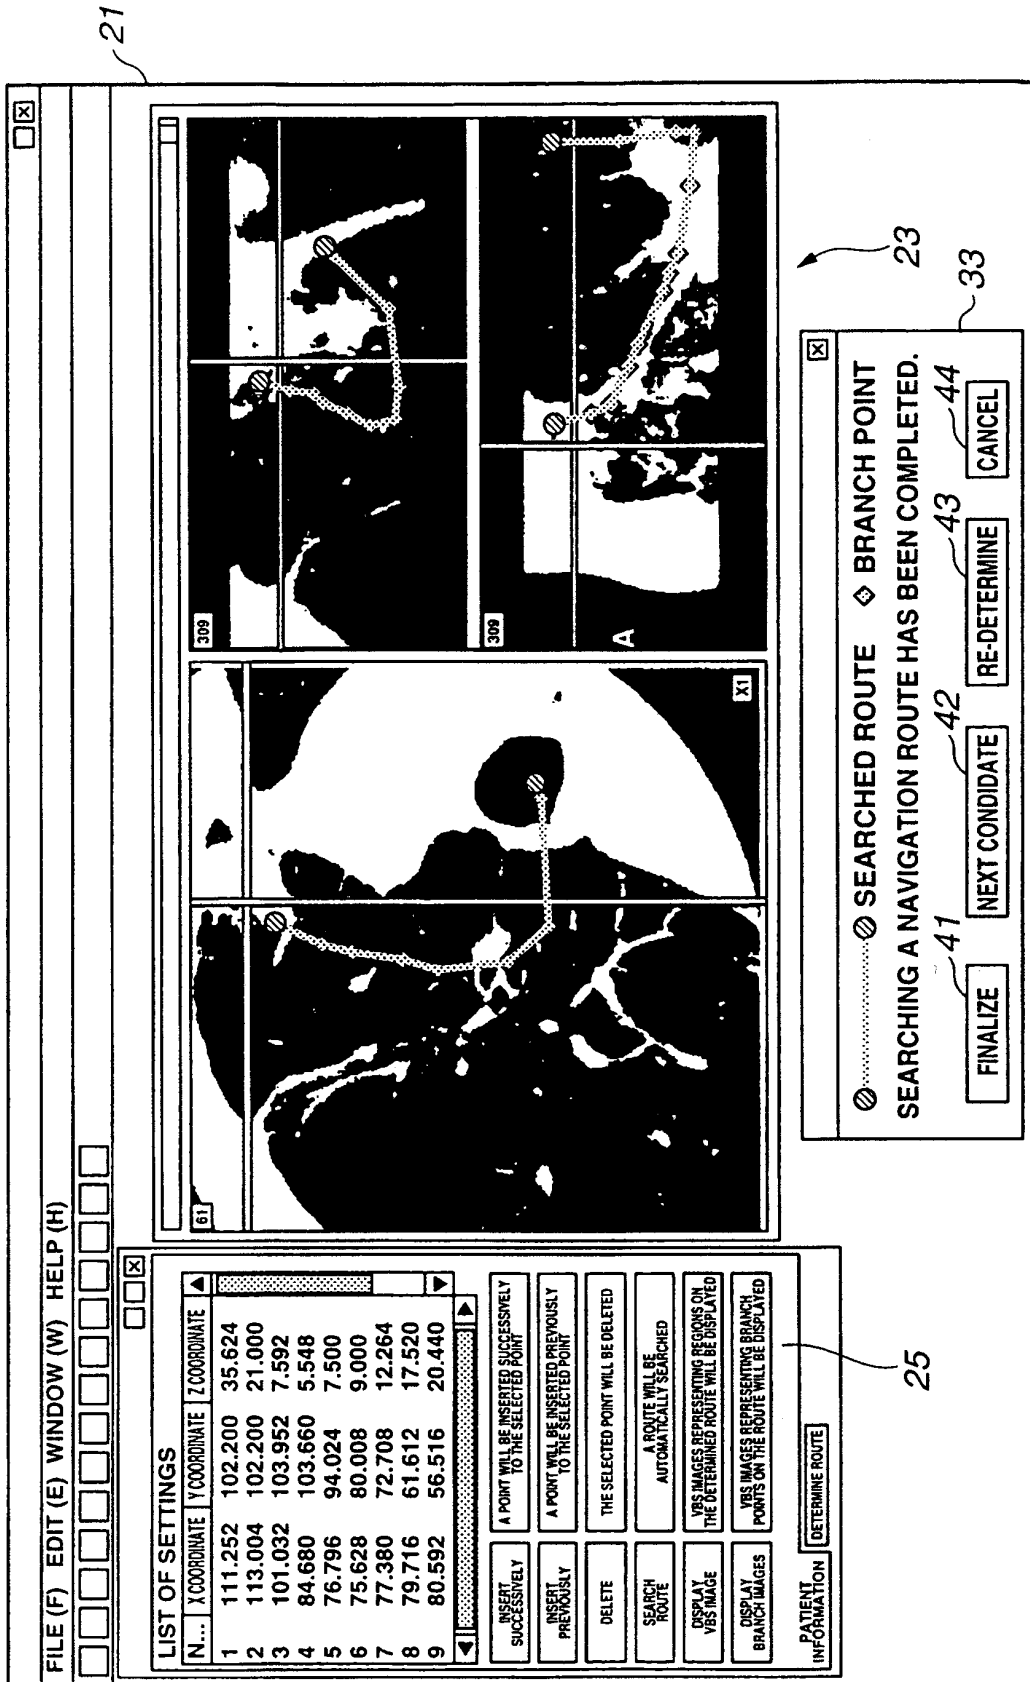 21
FILE (F) EDIT (E) WINDOW (W) HELP (H)
LIST OF SETTINGS
N... X COORDINATE Y COORDINATE Z COORDINATE
1 111.252 102.200 35.624
2 113.004 102.200 21.000
3 101.032 103.952 7.592
4 84.680 103.660 5.548
5 76.796 94.024 7.500
6 75.628 80.008 9.000
7 77.380 72.708 12.264
8 79.716 61.612 17.520
9 80.592 56.516 20.440
INSERT SUCCESSIVELY
A POINT WILL BE INSERTED SUCCESSIVELY TO THE SELECTED POINT
INSERT PREVIOUSLY
A POINT WILL BE INSERTED PREVIOUSLY TO THE SELECTED POINT
DELETE
THE SELECTED POINT WILL BE DELETED
SEARCH ROUTE
A ROUTE WILL BE AUTOMATICALLY SEARCHED
DISPLAY VBS IMAGE
VBS IMAGES REPRESENTING REGIONS ON THE DETERMINED ROUTE WILL BE DISPLAYED
DISPLAY BRANCH IMAGES
VBS IMAGES REPRESENTING BRANCH POINTS ON THE ROUTE WILL BE DISPLAYED
PATIENT INFORMATION
DETERMINE ROUTE
25
61
X1
309
309
A
23
33
SEARCHED ROUTE BRANCH POINT
SEARCHING A NAVIGATION ROUTE HAS BEEN COMPLETED.
41 42 43 44
FINALIZE NEXT CONDIDATE RE-DETERMINE CANCEL